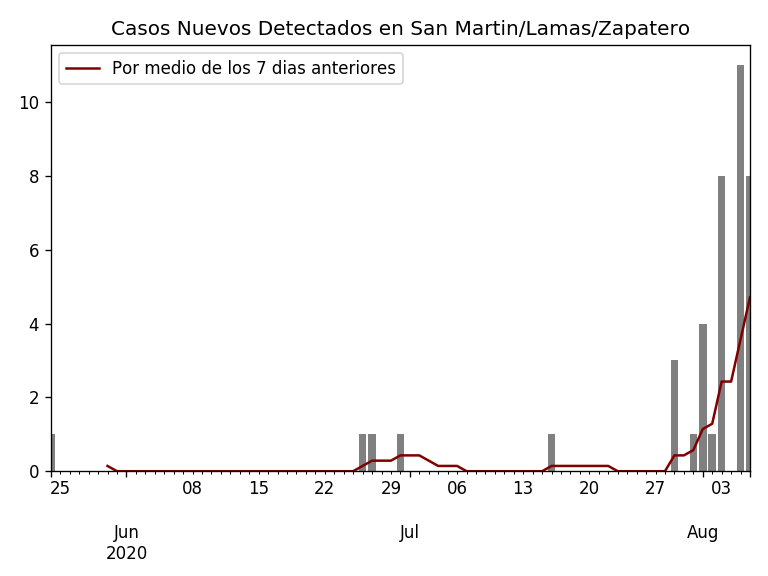 Casos Nuevos Detectados en San Martin/Lamas/Zapatero
Por medio de los 7 dias anteriores
10
8
6
4
2
0
25 08 15 22 29 06 13 20 27 03
Jun Jul Aug
2020